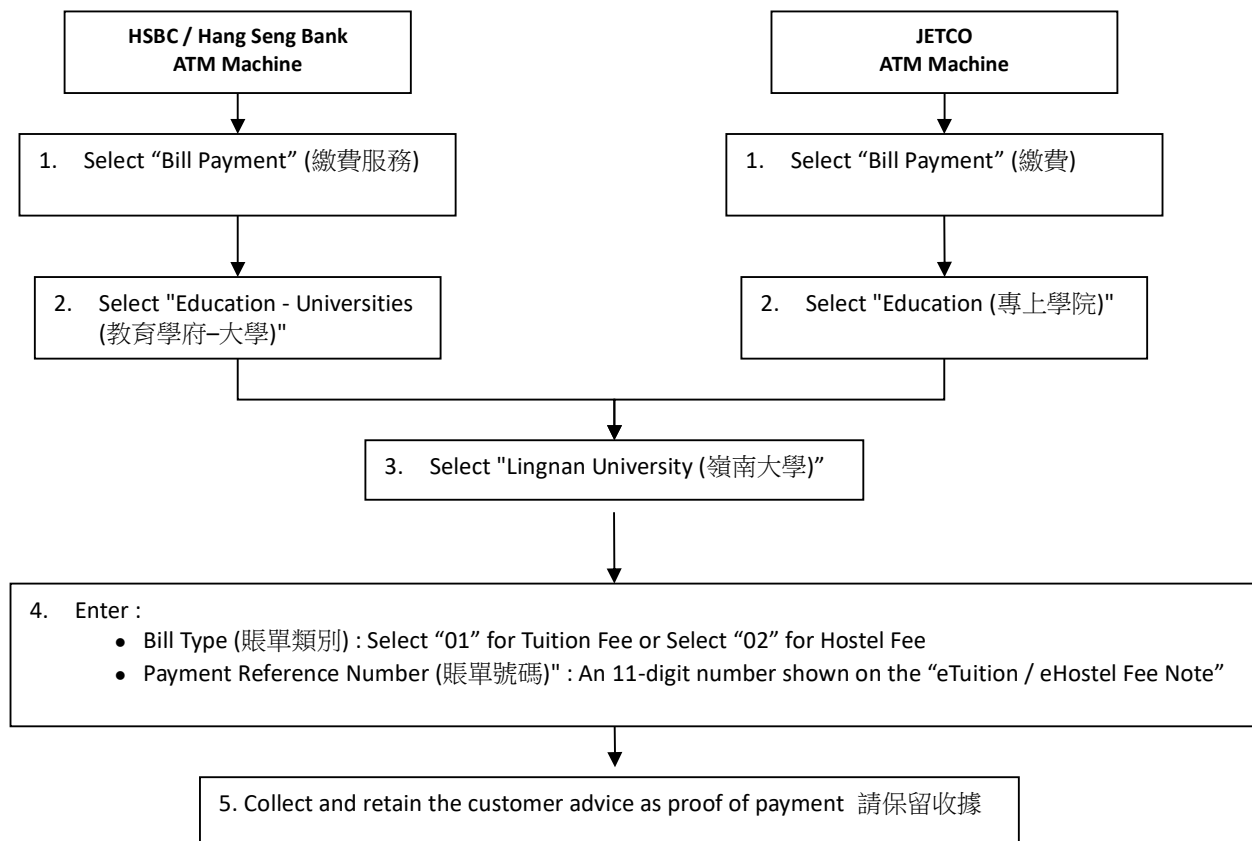 HSBC / Hang Seng Bank
ATM Machine
JETCO
ATM Machine
1. Select “Bill Payment” (繳費服務)
1. Select “Bill Payment” (繳費)
2. Select "Education - Universities
(教育學府–大學)"
2. Select "Education (專上學院)"
3. Select "Lingnan University (嶺南大學)”
4. Enter :
• Bill Type (賬單類別) : Select “01” for Tuition Fee or Select “02” for Hostel Fee
• Payment Reference Number (賬單號碼)" : An 11-digit number shown on the “eTuition / eHostel Fee Note”
5. Collect and retain the customer advice as proof of payment 請保留收據